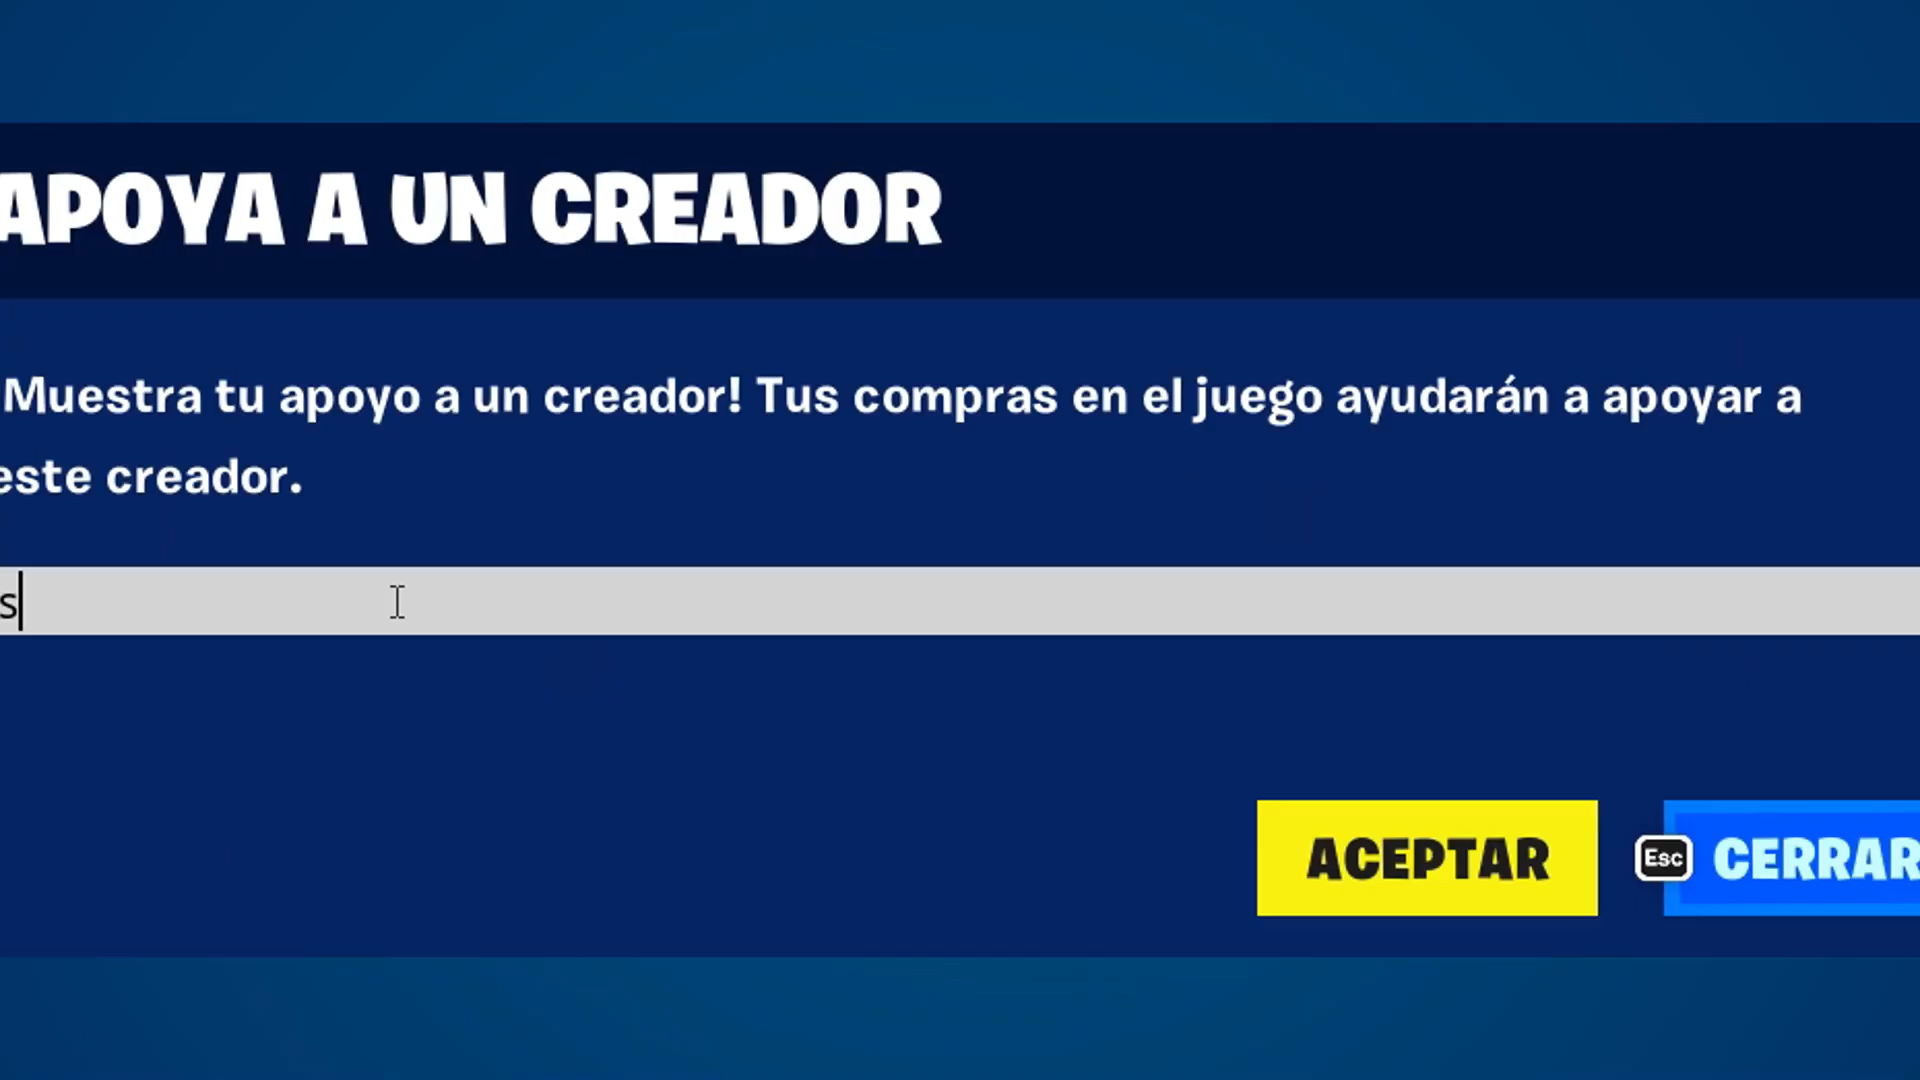 APOYA A UN CREADOR
Muestra tu apoyo a un creador! Tus compras en el juego ayudarán a apoyar a
este creador.
s
ACEPTAR
Esc CERRAR